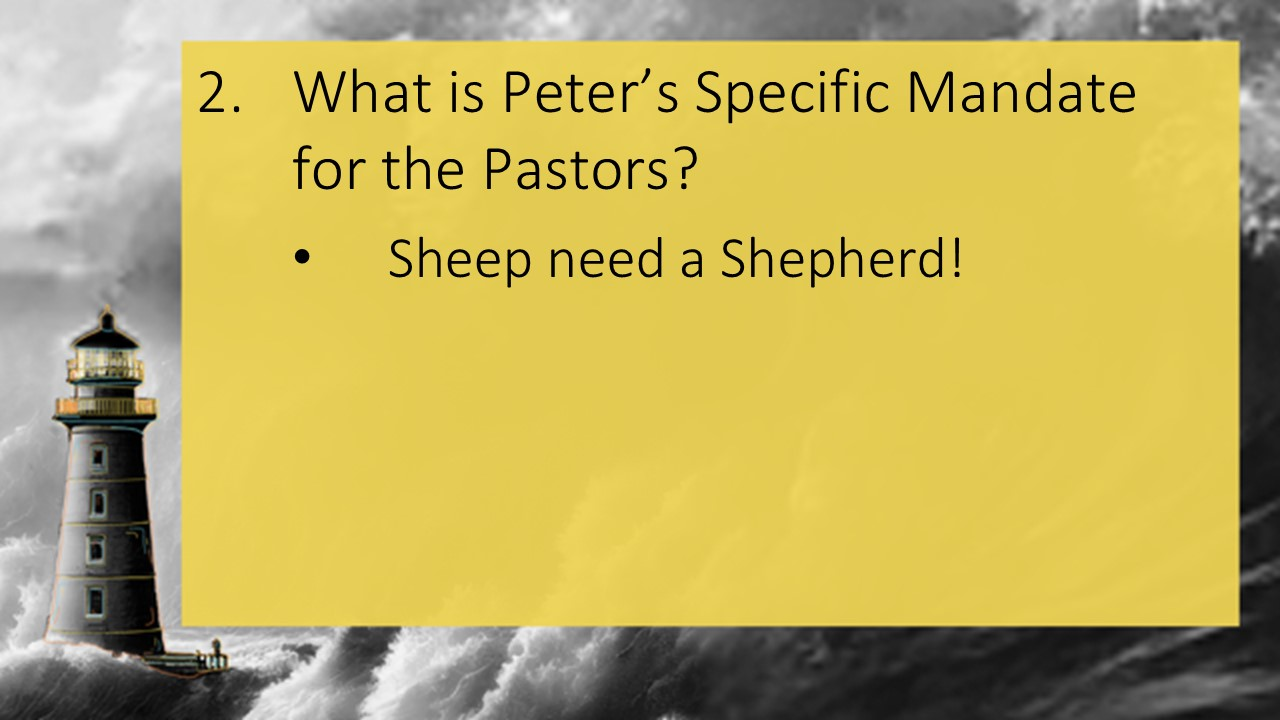 2. What is Peter’s Specific Mandate
for the Pastors?
• Sheep need a Shepherd!